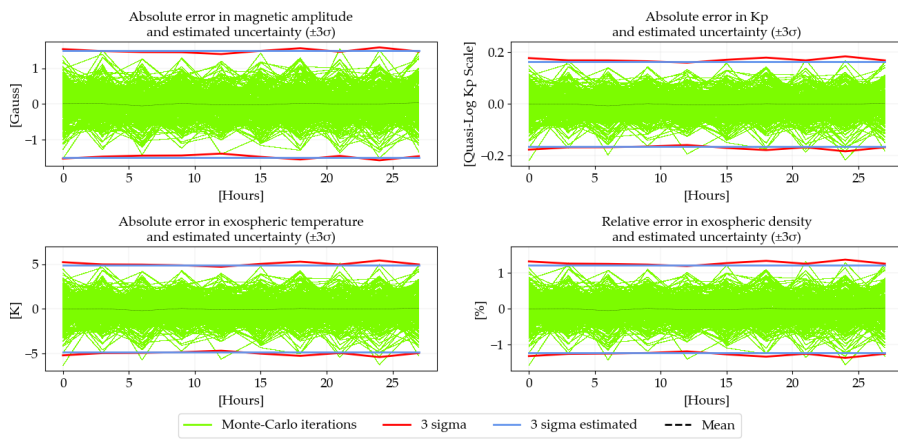 Absolute error in magnetic amplitude
and estimated uncertainty (±3σ)
[Gauss]
1
0
−1
0 5 10 15 20 25
[Hours]
Absolute error in Kp
and estimated uncertainty (±3σ)
[Quasi-Log Kp Scale]
0.2
0.0
−0.2
0 5 10 15 20 25
[Hours]
Absolute error in exospheric temperature
and estimated uncertainty (±3σ)
[K]
5
0
−5
0 5 10 15 20 25
[Hours]
Relative error in exospheric density
and estimated uncertainty (±3σ)
[%]
1
0
−1
0 5 10 15 20 25
[Hours]
Monte-Carlo iterations 3 sigma 3 sigma estimated Mean